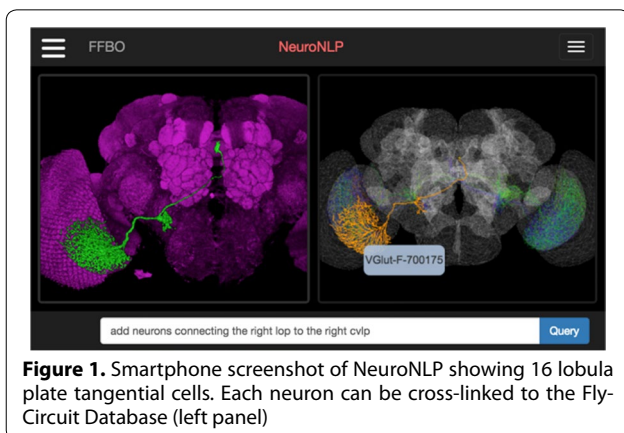 FFBO
NeuroNLP
VGlut-F-700175
add neurons connecting the right lop to the right cvlp
Query
Figure 1. Smartphone screenshot of NeuroNLP showing 16 lobula
plate tangential cells. Each neuron can be cross-linked to the Fly-
Circuit Database (left panel)